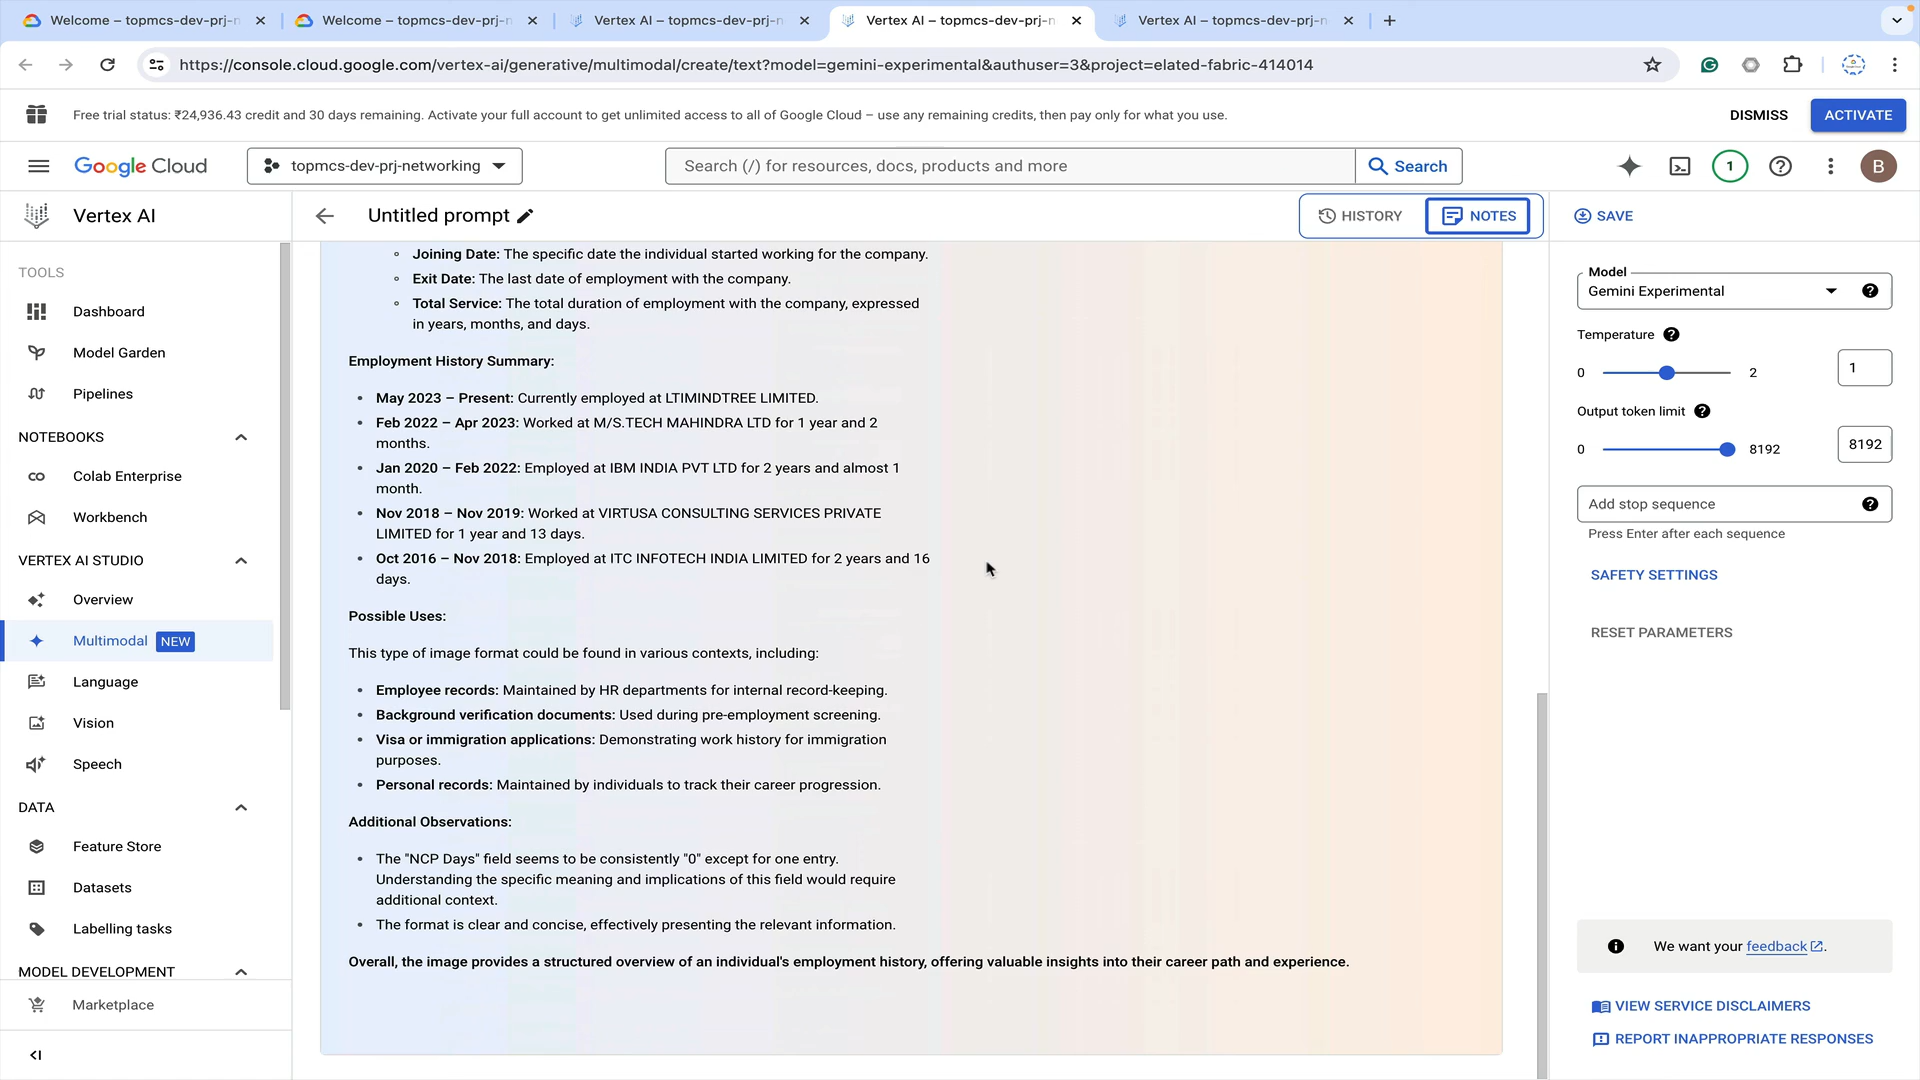 Welcome – topmcs-dev-prj-n
Welcome – topmcs-dev-prj-n
Vertex AI – topmcs-dev-prj-n
Vertex AI – topmcs-dev-prj-n
Vertex AI – topmcs-dev-prj-n
https://console.cloud.google.com/vertex-ai/generative/multimodal/create/text?model=gemini-experimental&authuser=3&project=elated-fabric-414014
Free trial status: ₹24,936.43 credit and 30 days remaining. Activate your full account to get unlimited access to all of Google Cloud – use any remaining credits, then pay only for what you use.
DISMISS
ACTIVATE
Google Cloud
topmcs-dev-prj-networking
Search (/) for resources, docs, products and more
Search
1
B
Vertex AI
Untitled prompt
HISTORY
NOTES
SAVE
TOOLS
Dashboard
Model Garden
Pipelines
NOTEBOOKS
Colab Enterprise
Workbench
VERTEX AI STUDIO
Overview
Multimodal NEW
Language
Vision
Speech
DATA
Feature Store
Datasets
Labelling tasks
MODEL DEVELOPMENT
Marketplace
Joining Date: The specific date the individual started working for the company.
Exit Date: The last date of employment with the company.
Total Service: The total duration of employment with the company, expressed
in years, months, and days.
Employment History Summary:
May 2023 – Present: Currently employed at LTIMINDTREE LIMITED.
Feb 2022 – Apr 2023: Worked at M/S.TECH MAHINDRA LTD for 1 year and 2
months.
Jan 2020 – Feb 2022: Employed at IBM INDIA PVT LTD for 2 years and almost 1
month.
Nov 2018 – Nov 2019: Worked at VIRTUSA CONSULTING SERVICES PRIVATE
LIMITED for 1 year and 13 days.
Oct 2016 – Nov 2018: Employed at ITC INFOTECH INDIA LIMITED for 2 years and 16
days.
Possible Uses:
This type of image format could be found in various contexts, including:
Employee records: Maintained by HR departments for internal record-keeping.
Background verification documents: Used during pre-employment screening.
Visa or immigration applications: Demonstrating work history for immigration
purposes.
Personal records: Maintained by individuals to track their career progression.
Additional Observations:
The "NCP Days" field seems to be consistently "0" except for one entry.
Understanding the specific meaning and implications of this field would require
additional context.
The format is clear and concise, effectively presenting the relevant information.
Overall, the image provides a structured overview of an individual's employment history, offering valuable insights into their career path and experience.
Model
Gemini Experimental
Temperature
0
2
1
Output token limit
0
8192
8192
Add stop sequence
Press Enter after each sequence
SAFETY SETTINGS
RESET PARAMETERS
We want your feedback.
VIEW SERVICE DISCLAIMERS
REPORT INAPPROPRIATE RESPONSES